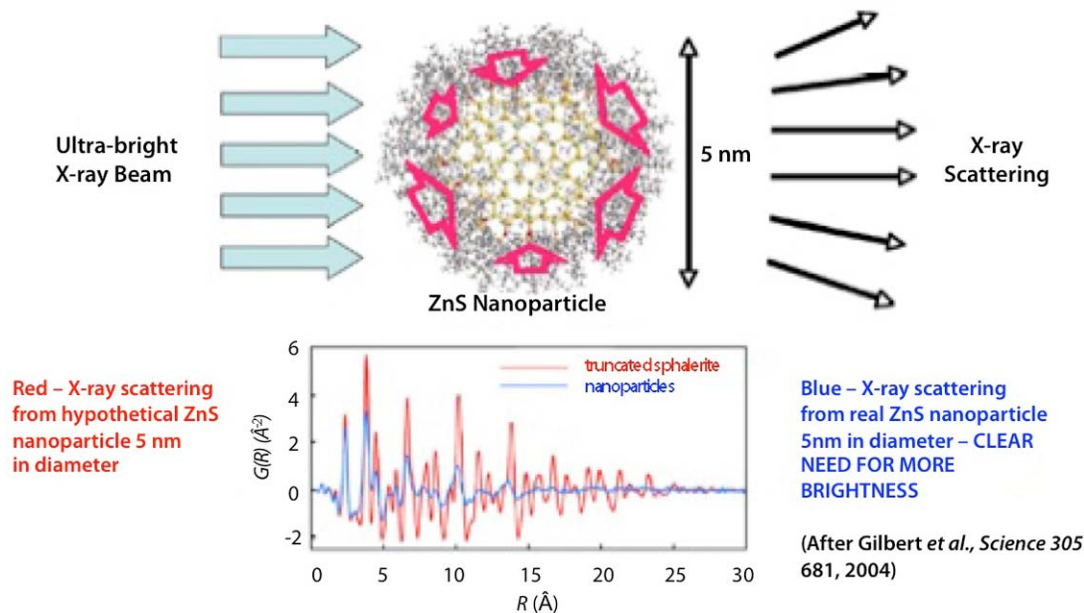 Ultra-bright
X-ray Beam
5 nm
X-ray
Scattering
ZnS Nanoparticle
Red – X-ray scattering
from hypothetical ZnS
nanoparticle 5 nm
in diameter
6
4
2
0
-2
G(R) (Å-2)
truncated sphalerite
nanoparticles
0 5 10 15 20 25 30
R (Å)
Blue – X-ray scattering
from real ZnS nanoparticle
5nm in diameter – CLEAR
NEED FOR MORE
BRIGHTNESS
(After Gilbert et al., Science 305
681, 2004)